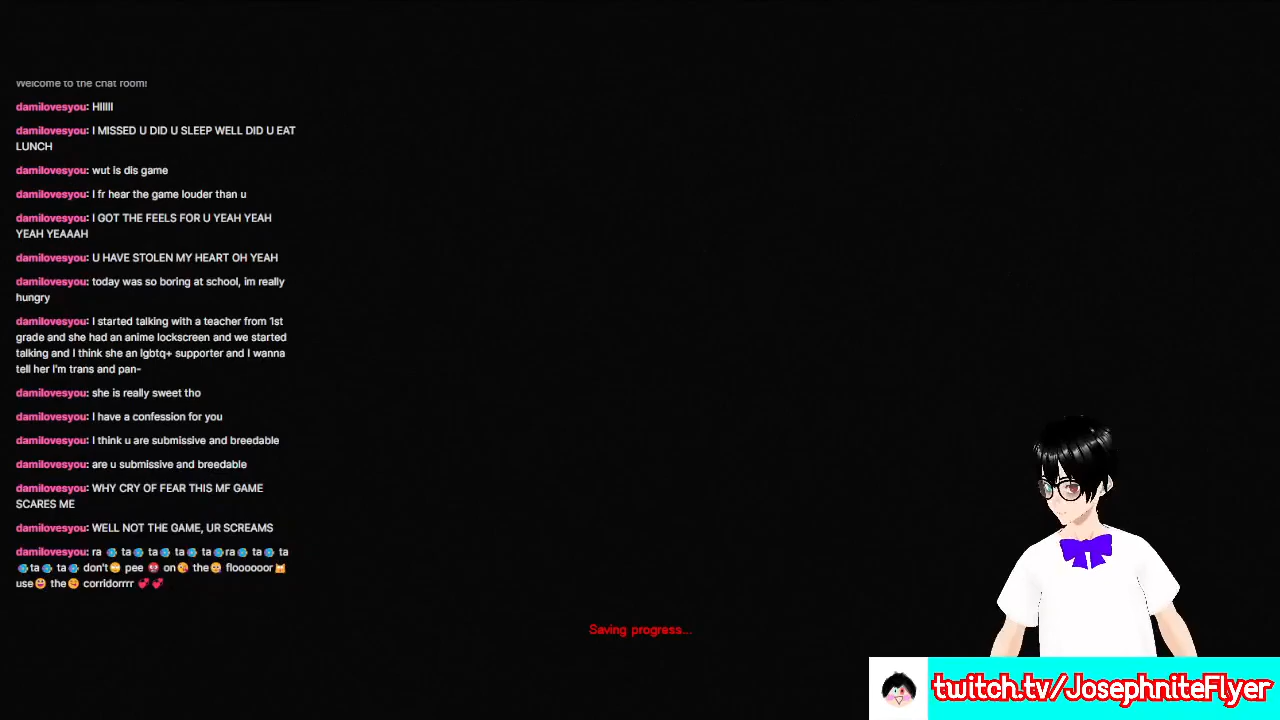 Welcome to the chat room!
damilovesyou: HIIIII
damilovesyou: I MISSED U DID U SLEEP WELL DID U EAT
LUNCH
damilovesyou: wut is dis game
damilovesyou: I fr hear the game louder than u
damilovesyou: I GOT THE FEELS FOR U YEAH YEAH
YEAH YEAAAH
damilovesyou: U HAVE STOLEN MY HEART OH YEAH
damilovesyou: today was so boring at school, im really
hungry
damilovesyou: I started talking with a teacher from 1st
grade and she had an anime lockscreen and we started
talking and I think she an lgbtq+ supporter and I wanna
tell her I'm trans and pan-
damilovesyou: she is really sweet tho
damilovesyou: I have a confession for you
damilovesyou: I think u are submissive and breedable
damilovesyou: are u submissive and breedable
damilovesyou: WHY CRY OF FEAR THIS MF GAME
SCARES ME
damilovesyou: WELL NOT THE GAME, UR SCREAMS
damilovesyou: ra ta ta ta ta ra ta ta
ta ta don't pee on the floooooor
use the corridorrrr
Saving progress...
twitch.tv/JosephniteFlyer